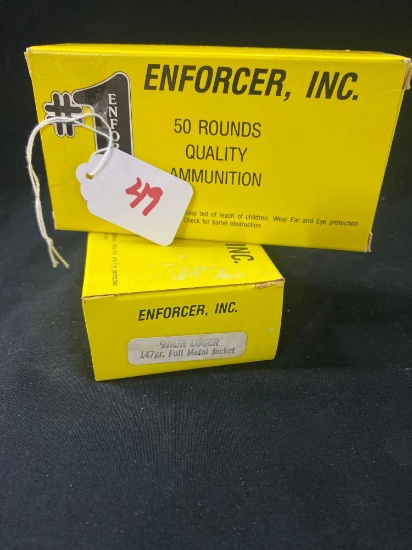 #1
ENFOR
ENFORCER, INC.
50 ROUNDS
QUALITY
AMMUNITION
out of reach of children. Wear Ear and Eye protection.
Check for barrel obstruction.
49
INC.
ENFORCER, INC.
9MM LUGER
147gr. Full Metal Jacket